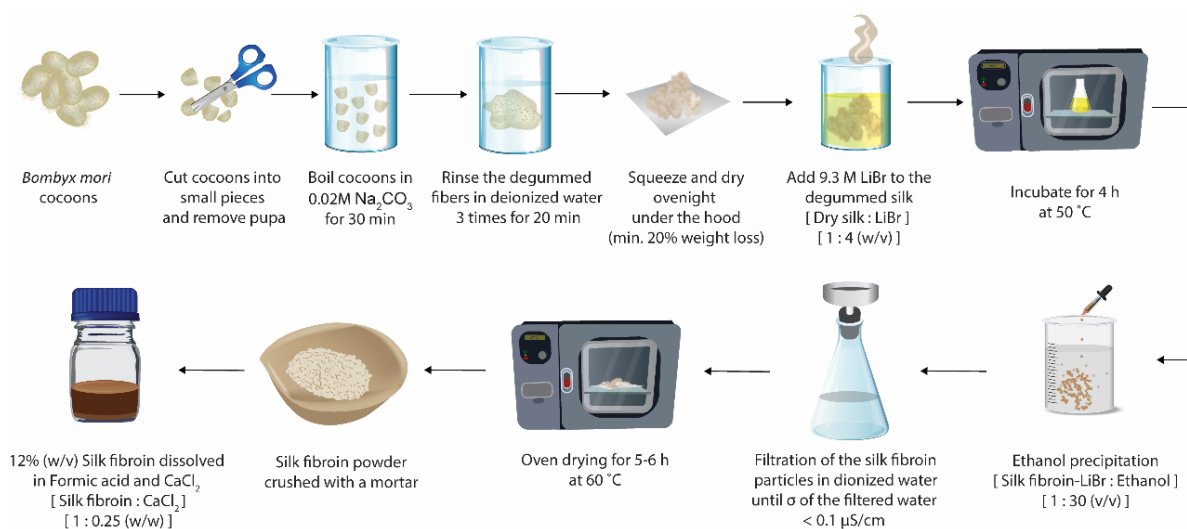 Bombyx mori
cocoons
Cut cocoons into
small pieces
and remove pupa
Boil cocoons in
0.02M Na₂CO₃
for 30 min
Rinse the degummed
fibers in deionized water
3 times for 20 min
Squeeze and dry
ovenight
under the hood
(min. 20% weight loss)
Add 9.3 M LiBr to the
degummed silk
[ Dry silk : LiBr ]
[ 1 : 4 (w/v) ]
Incubate for 4 h
at 50 ˚C
12% (w/v) Silk fibroin dissolved
in Formic acid and CaCl₂
[ Silk fibroin : CaCl₂]
[ 1 : 0.25 (w/w) ]
Silk fibroin powder
crushed with a mortar
Oven drying for 5-6 h
at 60 ˚C
Filtration of the silk fibroin
particles in dionized water
until σ of the filtered water
< 0.1 µS/cm
Ethanol precipitation
[ Silk fibroin-LiBr : Ethanol ]
[ 1 : 30 (v/v) ]